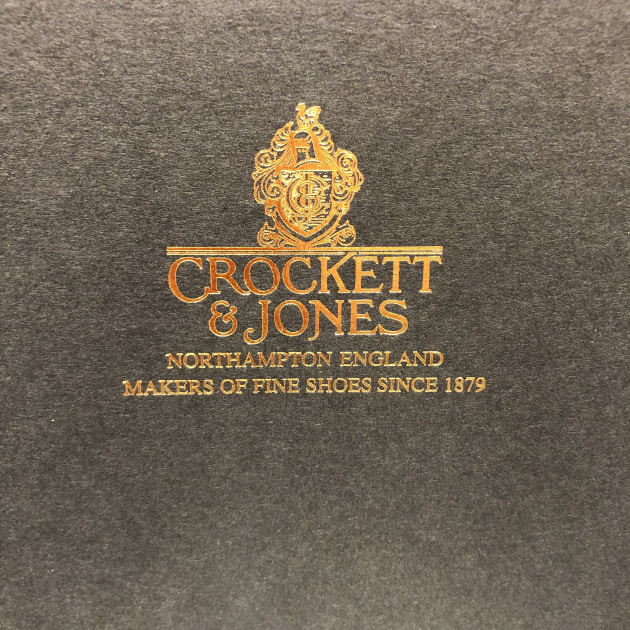 CROCKETT
& JONES
NORTHAMPTON ENGLAND
MAKERS OF FINE SHOES SINCE 1879